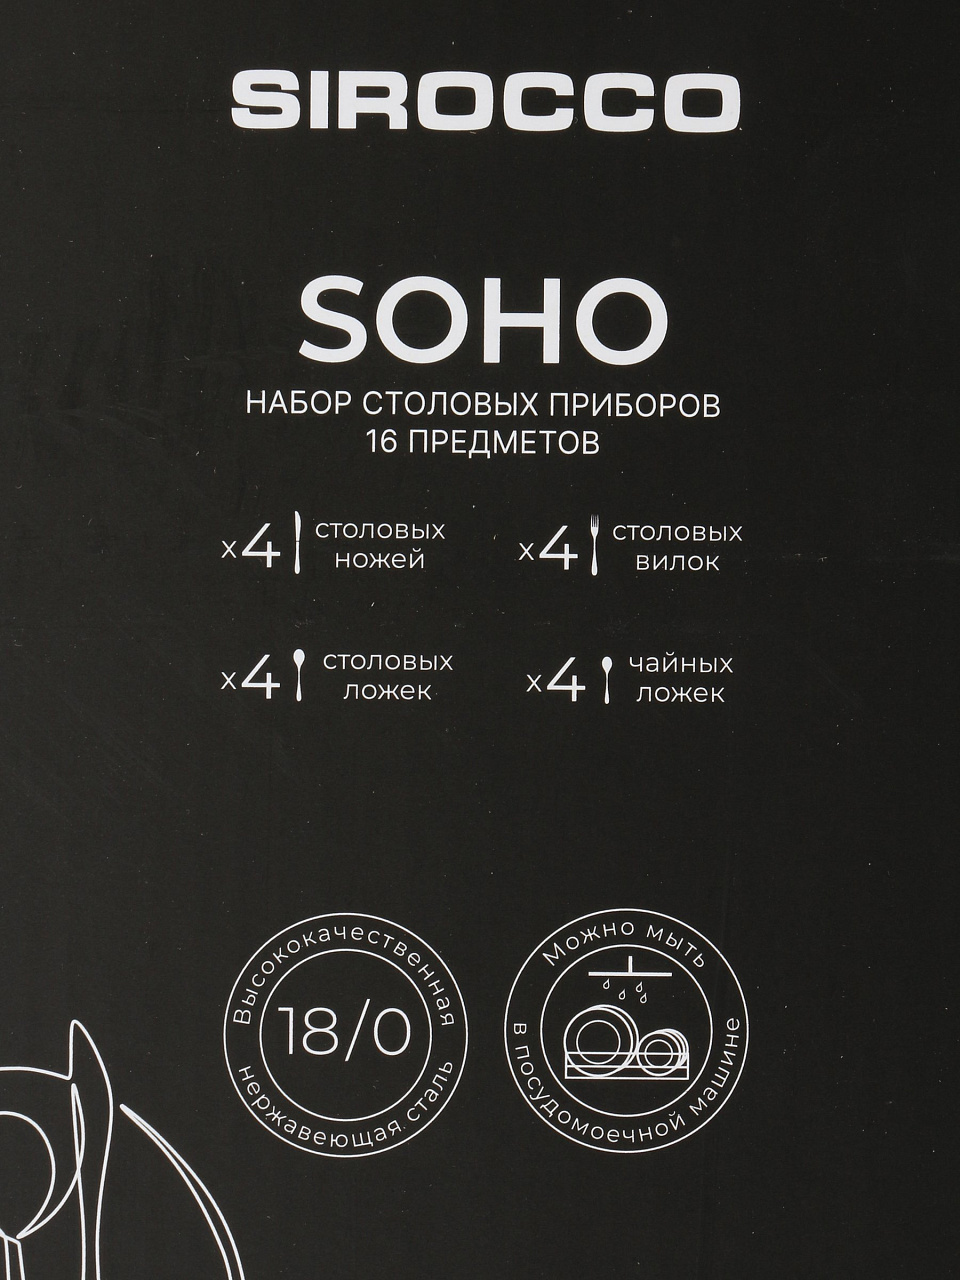 SIROCCO
SOHO
НАБОР СТОЛОВЫХ ПРИБОРОВ
16 ПРЕДМЕТОВ
x4 столовых
ножей
x4 столовых
вилок
x4 столовых
ложек
x4 чайных
ложек
Высококачественная
18/0
нержавеющая сталь
Можно мыть
в посудомоечной машине